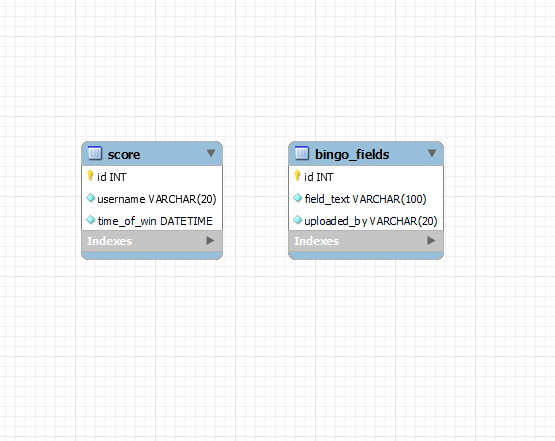 score
id INT
username VARCHAR(20)
time_of_win DATETIME
Indexes
bingo_fields
id INT
field_text VARCHAR(100)
uploaded_by VARCHAR(20)
Indexes